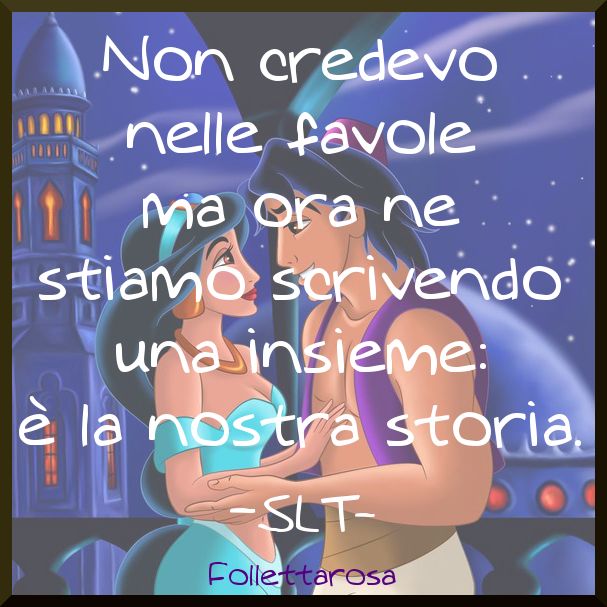 Non credevo
nelle favole
ma ora ne
stiamo scrivendo
una insieme:
è la nostra storia.
-SLT-
Follettarosa